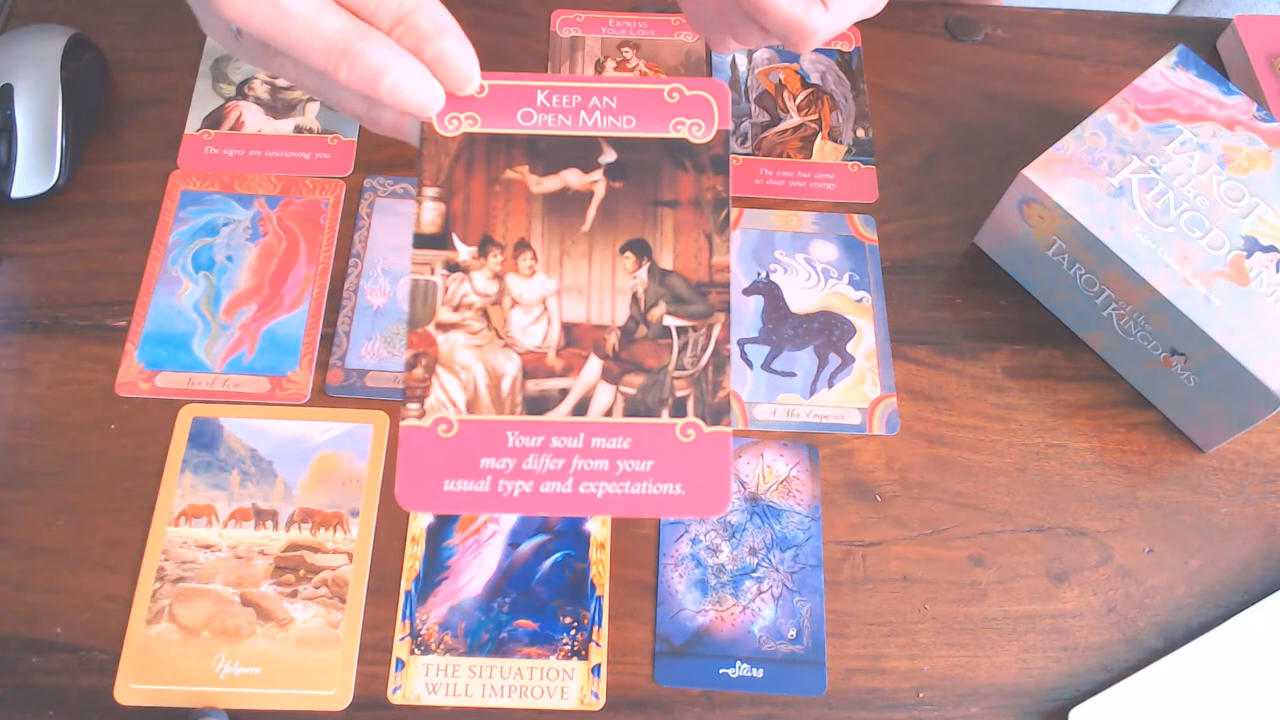 EXPRESS
YOUR LOVE
KEEP AN
OPEN MIND
The signs are cautioning you
The time has come
to clear your energy.
TAROT
of the
KINGDOMS
TAROT of the KINGDOMS
4 The Emperor
Your soul mate
may differ from your
usual type and expectations.
Helpers
THE SITUATION
WILL IMPROVE
8
Stars